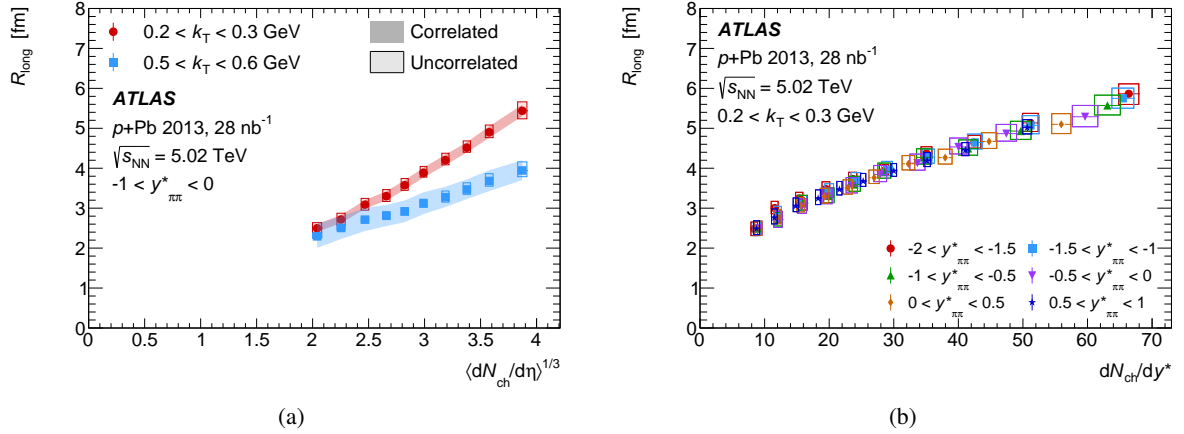 R_long [fm]
8
7
6
5
4
3
2
1
0
0.2 < k_T < 0.3 GeV
0.5 < k_T < 0.6 GeV
Correlated
Uncorrelated
ATLAS
p+Pb 2013, 28 nb^-1
√s_NN = 5.02 TeV
-1 < y*_ππ < 0
0 0.5 1 1.5 2 2.5 3 3.5 4
⟨dN_ch/dη⟩^1/3
(a)
R_long [fm]
8
7
6
5
4
3
2
1
0
ATLAS
p+Pb 2013, 28 nb^-1
√s_NN = 5.02 TeV
0.2 < k_T < 0.3 GeV
-2 < y*_ππ < -1.5 -1.5 < y*_ππ < -1
-1 < y*_ππ < -0.5 -0.5 < y*_ππ < 0
0 < y*_ππ < 0.5 0.5 < y*_ππ < 1
0 10 20 30 40 50 60 70
dN_ch/dy*
(b)